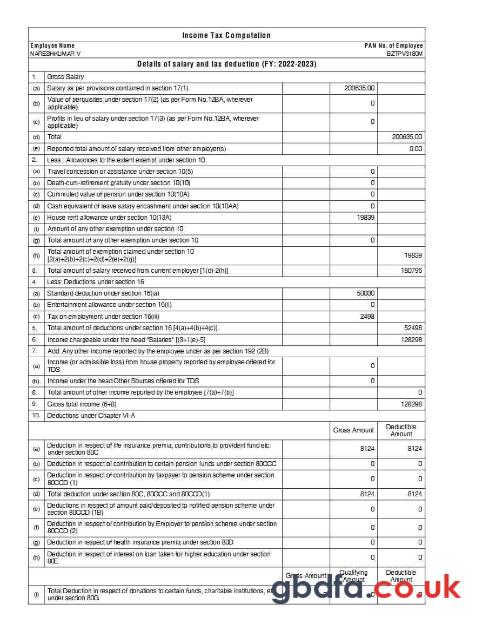 Income Tax Computation
Employee Name PAN No. of Employee
NARESHKUMAR V BZTPV3180M
Details of salary and tax deduction (FY: 2022-2023)
1. Gross Salary
(a) Salary as per provisions contained in section 17(1) 200635.00
(b) Value of perquisites under section 17(2) (as per Form No.12BA, wherever
applicable) 0
(c) Profits in lieu of salary under section 17(3) (as per Form No.12BA, wherever
applicable) 0
(d) Total 200635.00
(e) Reported total amount of salary received from other employer(s) 0.00
2. Less : Allowances to the extent exempt under section 10
(a) Travel concession or assistance under section 10(5) 0
(b) Death-cum-retirement gratuity under section 10(10) 0
(c) Commuted value of pension under section 10(10A) 0
(d) Cash equivalent of leave salary encashment under section 10(10AA) 0
(e) House rent allowance under section 10(13A) 19839
(f) Amount of any other exemption under section 10
(g) Total amount of any other exemption under section 10 0
(h) Total amount of exemption claimed under section 10
[2(a)+2(b)+2(c)+2(d)+2(e)+2(g)] 19839
3. Total amount of salary received from current employer [1(d)-2(h)] 180796
4. Less: Deductions under section 16
(a) Standard deduction under section 16(ia) 50000
(b) Entertainment allowance under section 16(ii) 0
(c) Tax on employment under section 16(iii) 2498
5. Total amount of deductions under section 16 [4(a)+4(b)+4(c)] 52498
6. Income chargeable under the head "Salaries" [(3+1(e)-5] 128298
7. Add: Any other income reported by the employee under as per section 192 (2B)
(a) Income (or admissible loss) from house property reported by employee offered for
TDS 0
(b). Income under the head Other Sources offered for TDS 0
8. Total amount of other income reported by the employee [7(a)+7(b)] 0
9. Gross total income (6+8) 128298
10. Deductions under Chapter VI-A
Gross Amount Deductible
Amount
(a) Deduction in respect of life insurance premia, contributions to provident fund etc.
under section 80C 8124 8124
(b) Deduction in respect of contribution to certain pension funds under section 80CCC 0 0
(c) Deduction in respect of contribution by taxpayer to pension scheme under section
80CCD (1) 0 0
(d) Total deduction under section 80C, 80CCC and 80CCD(1) 8124 8124
(e) Deductions in respect of amount paid/deposited to notified pension scheme under
section 80CCD (1B) 0 0
(f) Deduction in respect of contribution by Employer to pension scheme under section
80CCD (2) 0 0
(g) Deduction in respect of health insurance premia under section 80D 0 0
(h) Deduction in respect of interest on loan taken for higher education under section
80E 0 0
Gross Amount Qualifying
Amount Deductible
Amount
(i) Total Deduction in respect of donations to certain funds, charitable institutions,
under section 80G 0 0
gbdfa.co.uk